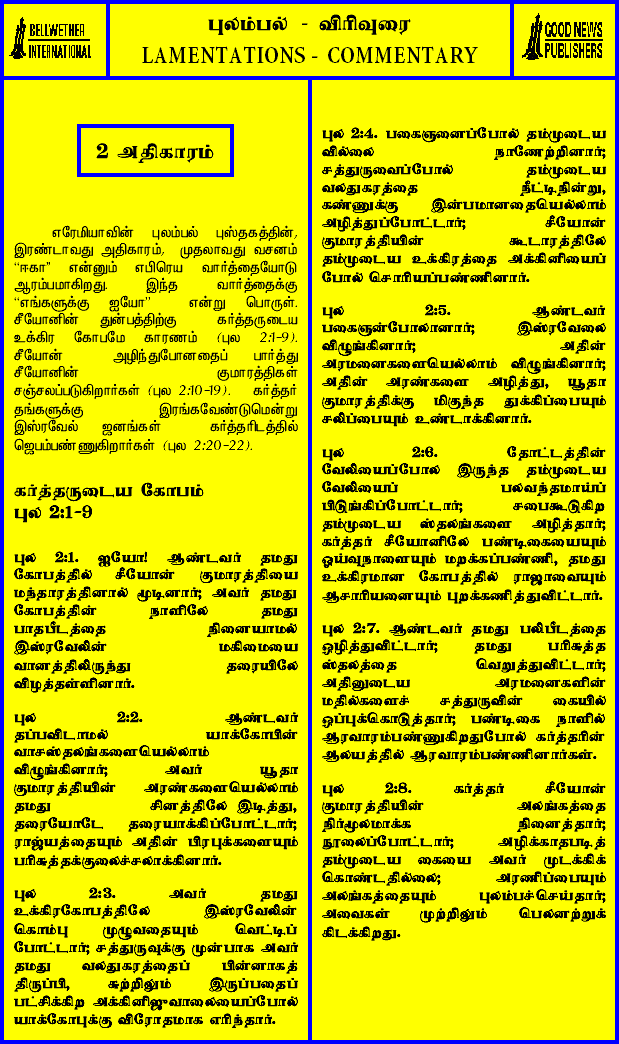 BELLWETHER
INTERNATIONAL
புலம்பல் - விரிவுரை
LAMENTATIONS - COMMENTARY
GOOD NEWS
PUBLISHERS
2 அதிகாரம்
எரேமியாவின் புலம்பல் புஸ்தகத்தின்,
இரண்டாவது அதிகாரம், முதலாவது வசனம்
“ஈகா” என்னும் எபிரெய வார்த்தையோடு
ஆரம்பமாகிறது. இந்த வார்த்தைக்கு
“எங்களுக்கு ஐயோ” என்று பொருள்.
சீயோனின் துன்பத்திற்கு கர்த்தருடைய
உக்கிர கோபமே காரணம் (புல 2:1-9).
சீயோன் அழிந்துபோனதைப் பார்த்து
சீயோனின் குமாரத்திகள்
சஞ்சலப்படுகிறார்கள் (புல 2:10-19). கர்த்தர்
தங்களுக்கு இரங்கவேண்டுமென்று
இஸ்ரவேல் ஜனங்கள் கர்த்தரிடத்தில்
ஜெபம்பண்ணுகிறார்கள் (புல 2:20-22).
கர்த்தருடைய கோபம்
புல 2:1-9
புல 2:1. ஐயோ! ஆண்டவர் தமது
கோபத்தில் சீயோன் குமாரத்தியை
மந்தாரத்தினால் மூடினார்; அவர் தமது
கோபத்தின் நாளிலே தமது
பாதபீடத்தை நினையாமல்
இஸ்ரவேலின் மகிமையை
வானத்திலிருந்து தரையிலே
விழத்தள்ளினார்.
புல 2:2. ஆண்டவர்
தப்பவிடாமல் யாக்கோபின்
வாசஸ்தலங்களையெல்லாம்
விழுங்கினார்; அவர் யூதா
குமாரத்தியின் அரண்களையெல்லாம்
தமது சினத்திலே இடித்து,
தரையோடே தரையாக்கிப்போட்டார்;
ராஜ்யத்தையும் அதின் பிரபுக்களையும்
பரிசுத்தக்குலைச்சலாக்கினார்.
புல 2:3. அவர் தமது
உக்கிரகோபத்திலே இஸ்ரவேலின்
கொம்பு முழுவதையும் வெட்டிப்
போட்டார்; சத்துருவுக்கு முன்பாக அவர்
தமது வலதுகரத்தைப் பின்னாகத்
திருப்பி, சுற்றிலும் இருப்பதைப்
பட்சிக்கிற அக்கினிஜுவாலையைப்போல்
யாக்கோபுக்கு விரோதமாக எரிந்தார்.
புல 2:4. பகைஞனைப்போல் தம்முடைய
வில்லை நாணேற்றினார்;
சத்துருவைப்போல் தம்முடைய
வலதுகரத்தை நீட்டிநின்று,
கண்ணுக்கு இன்பமானதையெல்லாம்
அழித்துப்போட்டார்; சீயோன்
குமாரத்தியின் கூடாரத்திலே
தம்முடைய உக்கிரத்தை அக்கினியைப்
போல் சொரியப்பண்ணினார்.
புல 2:5. ஆண்டவர்
பகைஞன்போலானார்; இஸ்ரவேலை
விழுங்கினார்; அதின்
அரமனைகளையெல்லாம் விழுங்கினார்;
அதின் அரண்களை அழித்து, யூதா
குமாரத்திக்கு மிகுந்த துக்கிப்பையும்
சலிப்பையும் உண்டாக்கினார்.
புல 2:6. தோட்டத்தின்
வேலியைப்போல் இருந்த தம்முடைய
வேலியைப் பலவந்தமாய்ப்
பிடுங்கிப்போட்டார்; சபைகூடுகிற
தம்முடைய ஸ்தலங்களை அழித்தார்;
கர்த்தர் சீயோனிலே பண்டிகையையும்
ஓய்வுநாளையும் மறக்கப்பண்ணி, தமது
உக்கிரமான கோபத்தில் ராஜாவையும்
ஆசாரியனையும் புறக்கணித்துவிட்டார்.
புல 2:7. ஆண்டவர் தமது பலிபீடத்தை
ஒழித்துவிட்டார்; தமது பரிசுத்த
ஸ்தலத்தை வெறுத்துவிட்டார்;
அதினுடைய அரமனைகளின்
மதில்களைச் சத்துருவின் கையில்
ஒப்புக்கொடுத்தார்; பண்டிகை நாளில்
ஆரவாரம்பண்ணுகிறதுபோல் கர்த்தரின்
ஆலயத்தில் ஆரவாரம்பண்ணினார்கள்.
புல 2:8. கர்த்தர் சீயோன்
குமாரத்தியின் அலங்கத்தை
நிர்மூலமாக்க நினைத்தார்;
நூலைப்போட்டார்; அழிக்காதபடித்
தம்முடைய கையை அவர் முடக்கிக்
கொண்டதில்லை; அரணிப்பையும்
அலங்கத்தையும் புலம்பச்செய்தார்;
அவைகள் முற்றிலும் பெலனற்றுக்
கிடக்கிறது.